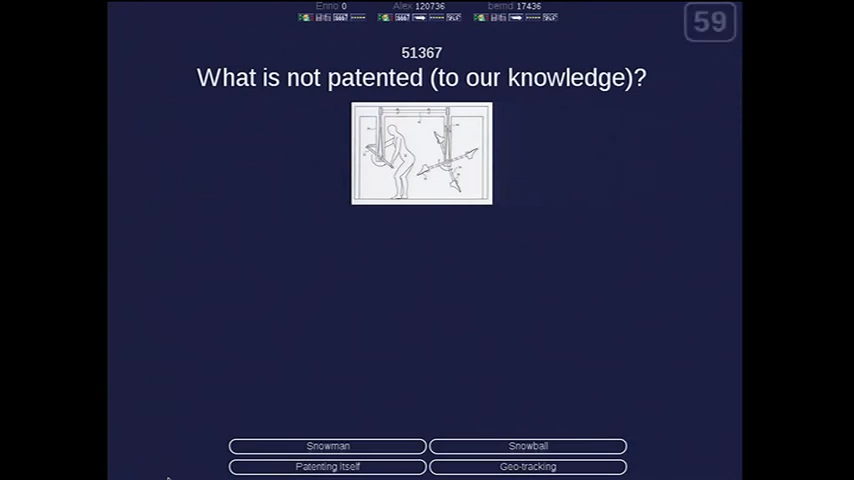 Enno 0 Alex 120736 bernd 17436
59
51367
What is not patented (to our knowledge)?
Snowman Snowball
Patenting itself Geo-tracking